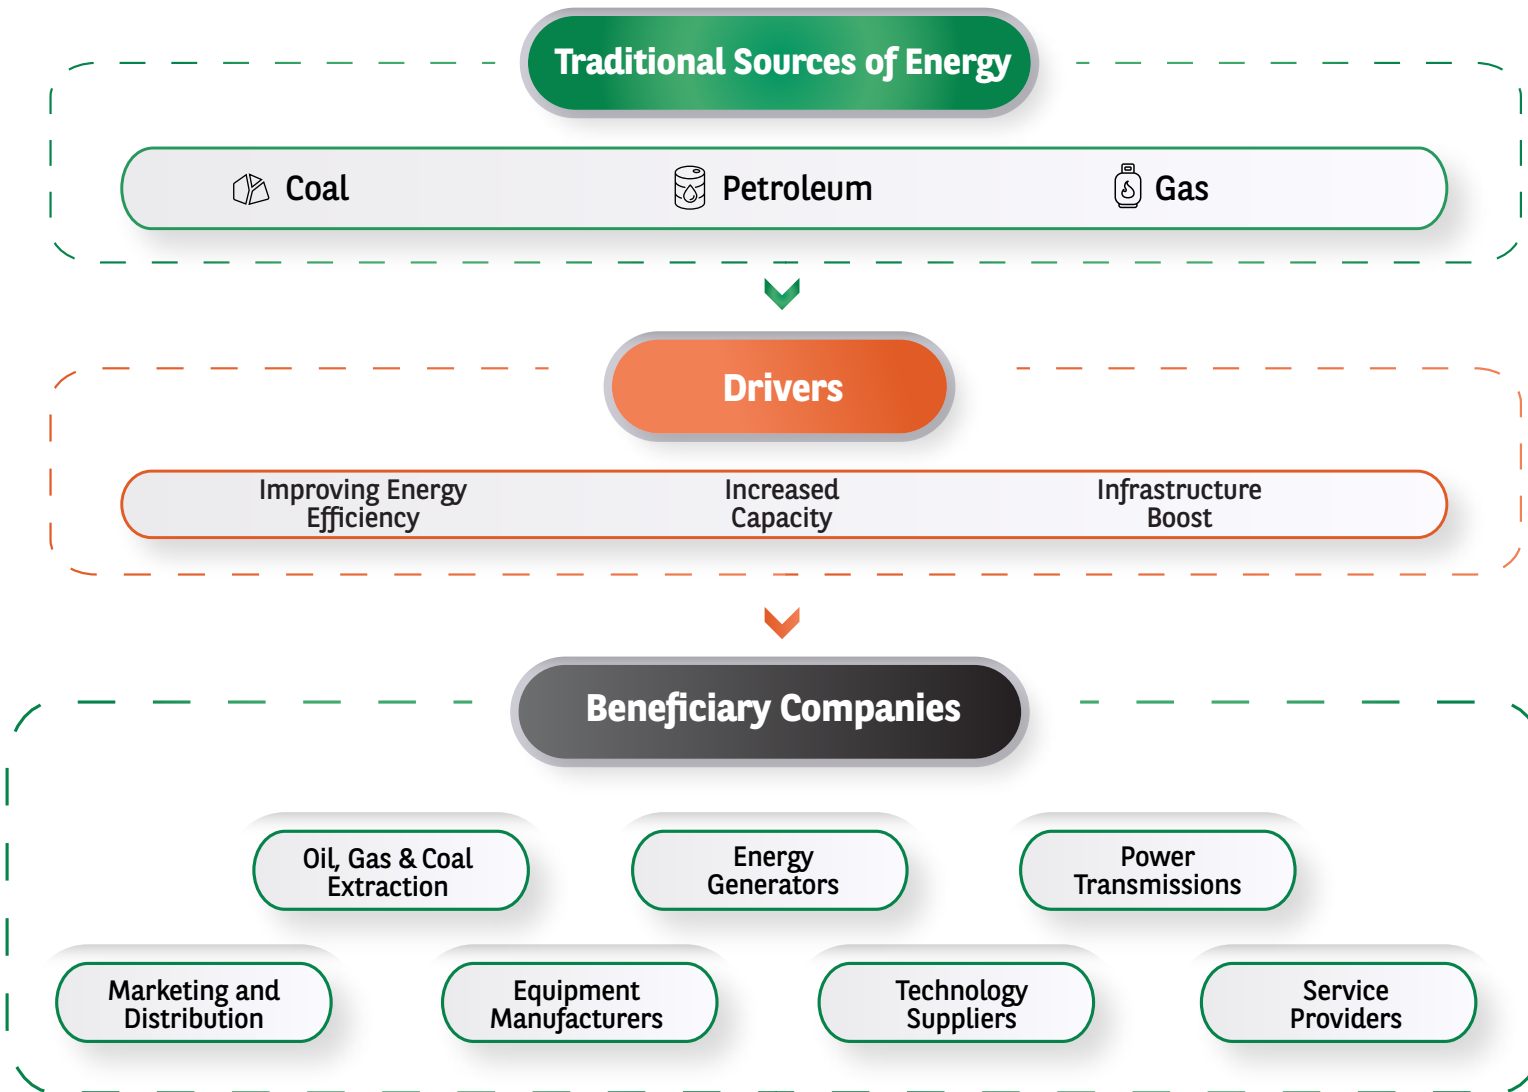 Traditional Sources of Energy
Coal
Petroleum
Gas
Drivers
Improving Energy
Efficiency
Increased
Capacity
Infrastructure
Boost
Beneficiary Companies
Oil, Gas & Coal
Extraction
Energy
Generators
Power
Transmissions
Marketing and
Distribution
Equipment
Manufacturers
Technology
Suppliers
Service
Providers